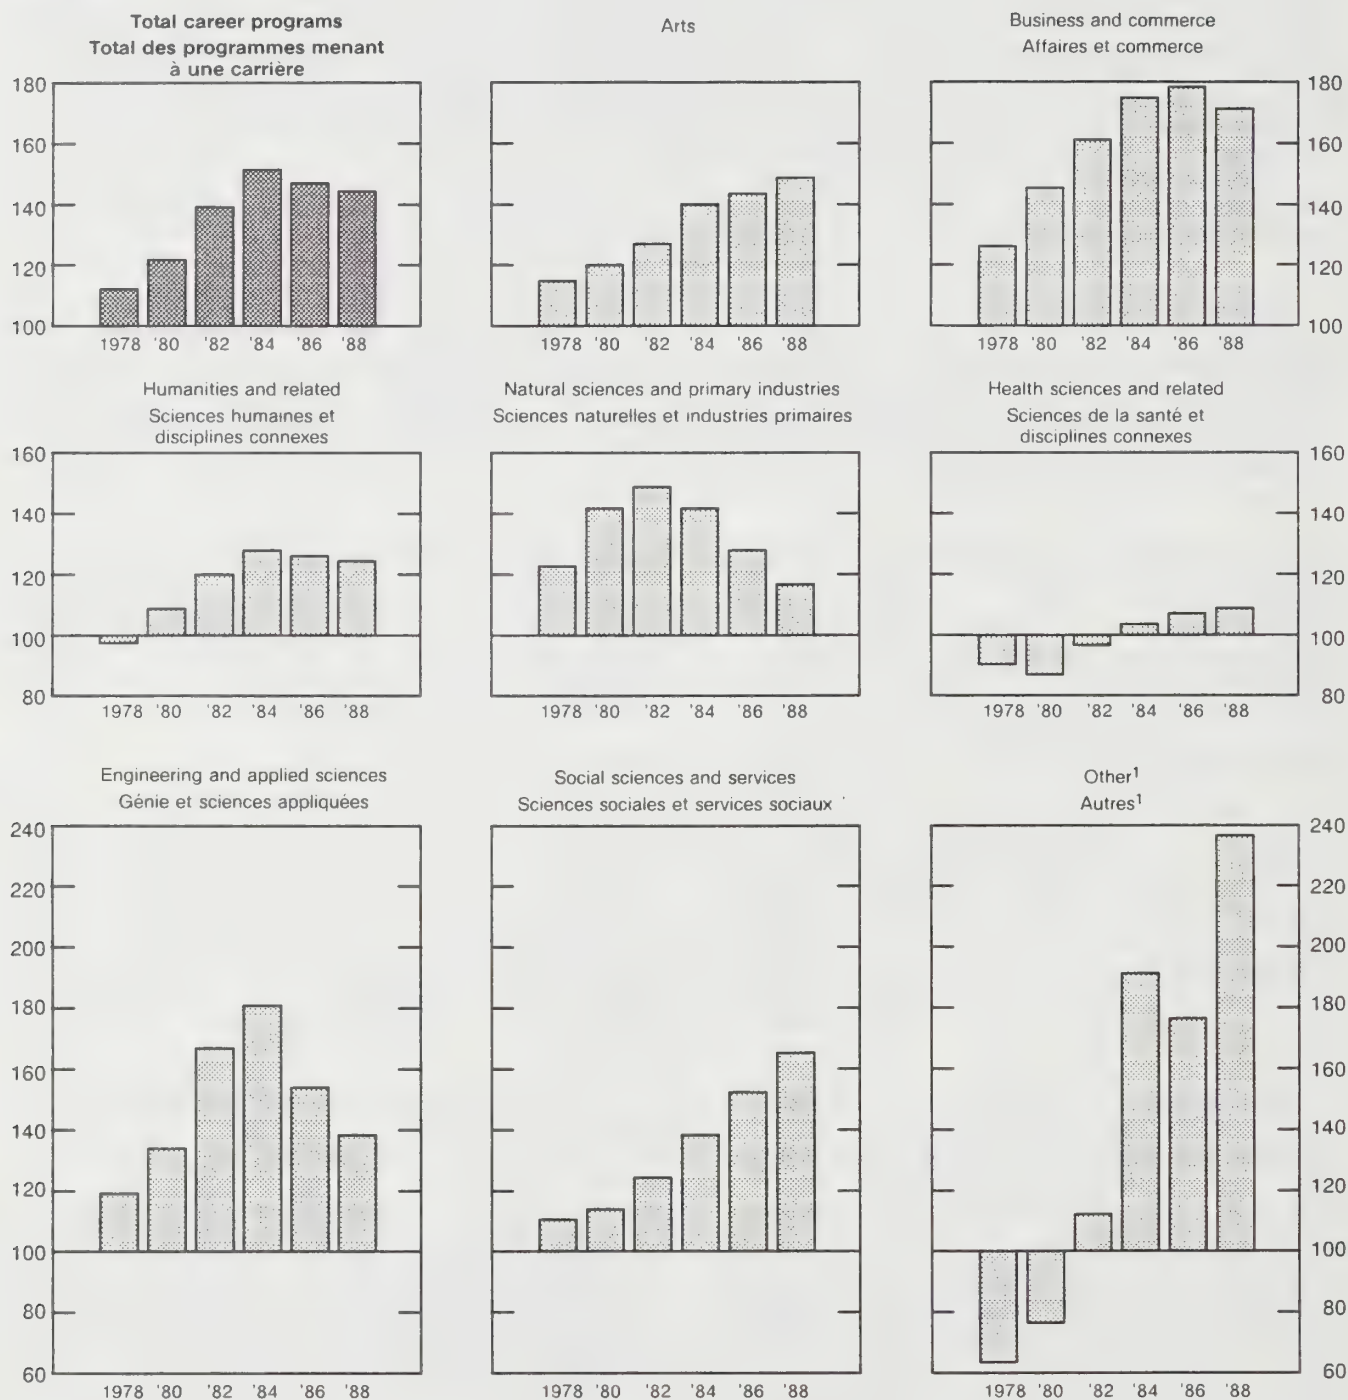 Total career programs
Total des programmes menant
à une carrière
180
160
140
120
100
1978 '80 '82 '84 '86 '88
Arts
1978 '80 '82 '84 '86 '88
Business and commerce
Affaires et commerce
180
160
140
120
100
1978 '80 '82 '84 '86 '88
Humanities and related
Sciences humaines et
disciplines connexes
160
140
120
100
80
1978 '80 '82 '84 '86 '88
Natural sciences and primary industries
Sciences naturelles et industries primaires
1978 '80 '82 '84 '86 '88
Health sciences and related
Sciences de la santé et
disciplines connexes
160
140
120
100
80
1978 '80 '82 '84 '86 '88
Engineering and applied sciences
Génie et sciences appliquées
240
220
200
180
160
140
120
100
80
60
1978 '80 '82 '84 '86 '88
Social sciences and services
Sciences sociales et services sociaux
1978 '80 '82 '84 '86 '88
Other¹
Autres¹
240
220
200
180
160
140
120
100
80
60
1978 '80 '82 '84 '86 '88